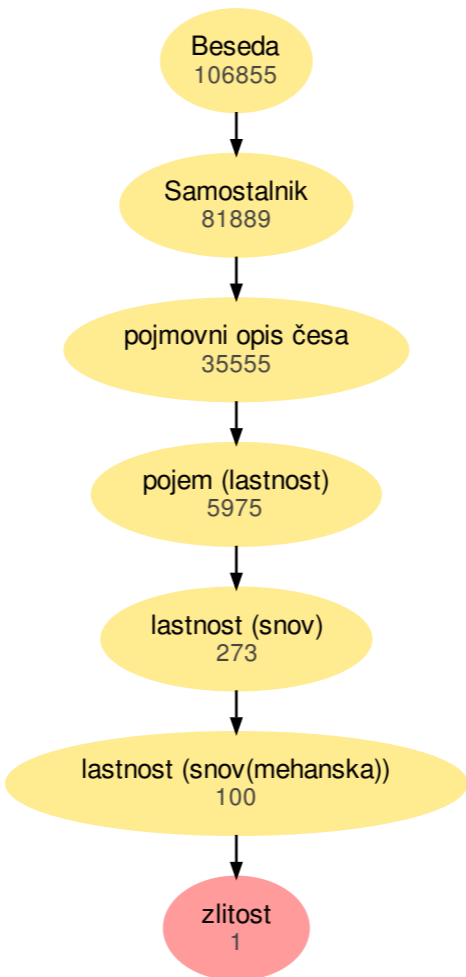 Beseda
106855
Samostalnik
81889
pojmovni opis česa
35555
pojem (lastnost)
5975
lastnost (snov)
273
lastnost (snov(mehanska))
100
zlitost
1